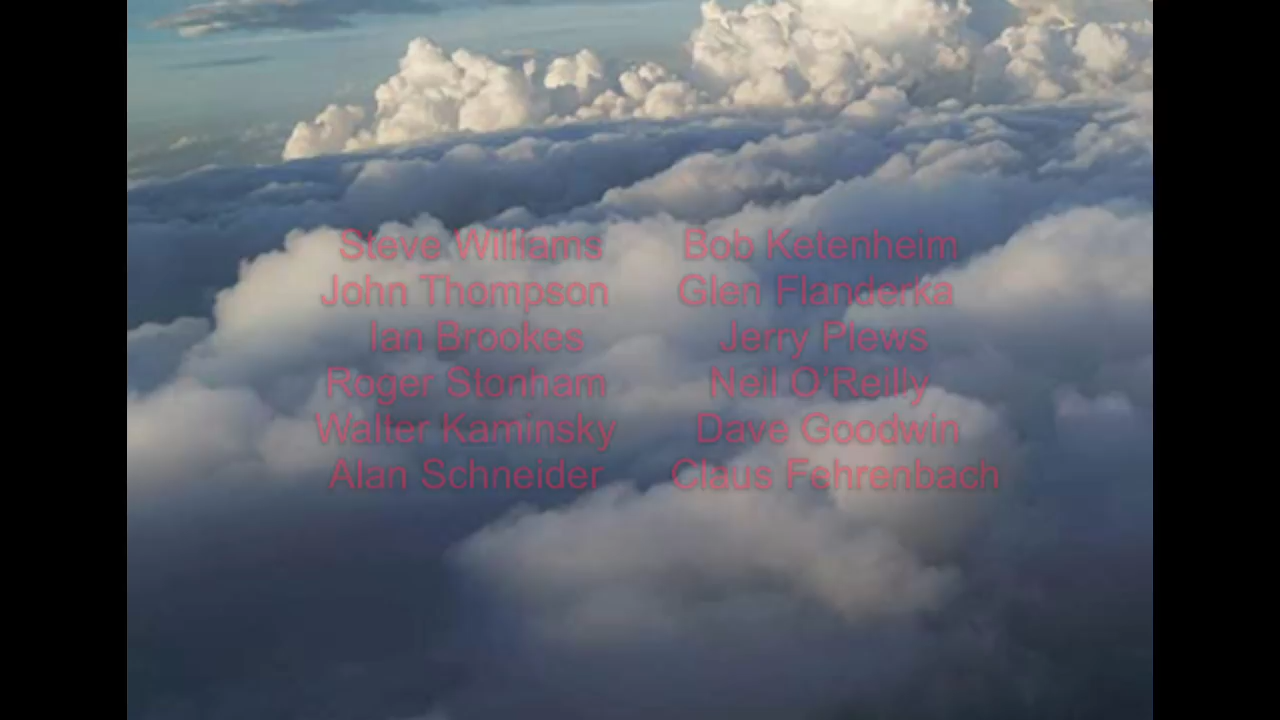 Steve Williams Bob Ketenheim
John Thompson Glen Flanderka
Ian Brookes Jerry Plews
Roger Stonham Neil O'Reilly
Walter Kaminsky Dave Goodwin
Alan Schneider Claus Fehrenbach